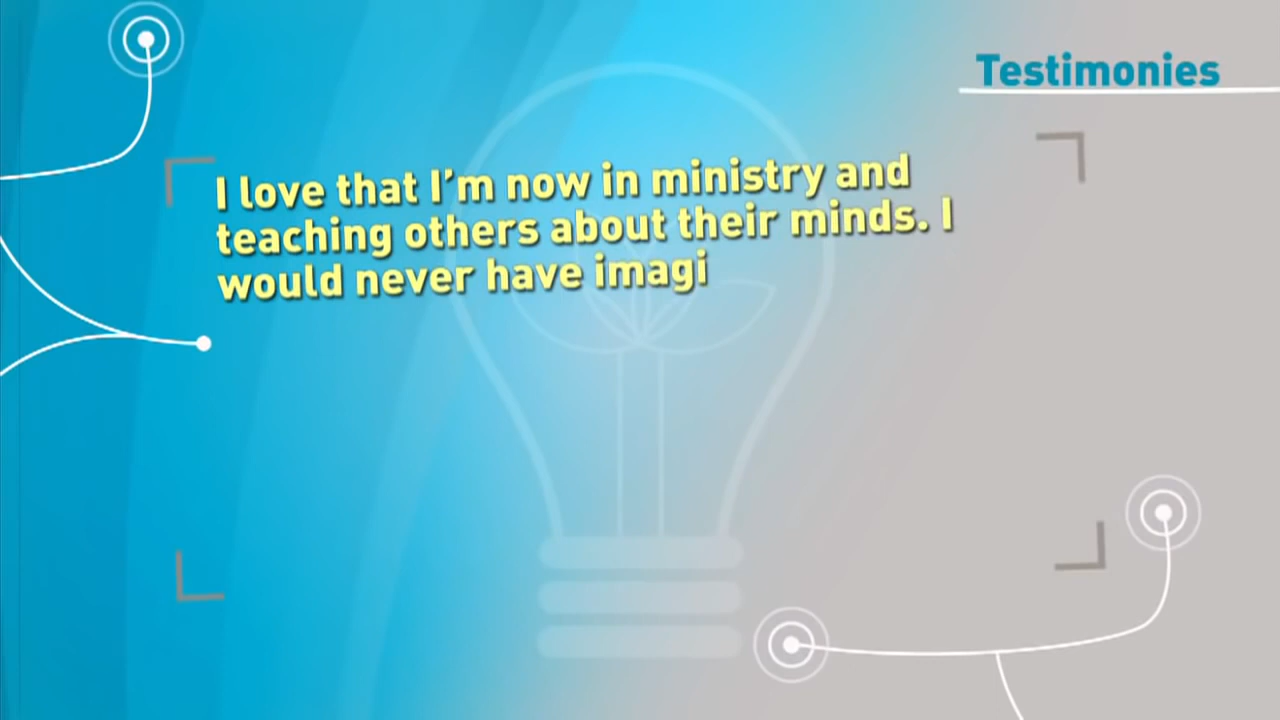 Testimonies
I love that I’m now in ministry and
teaching others about their minds. I
would never have imagi